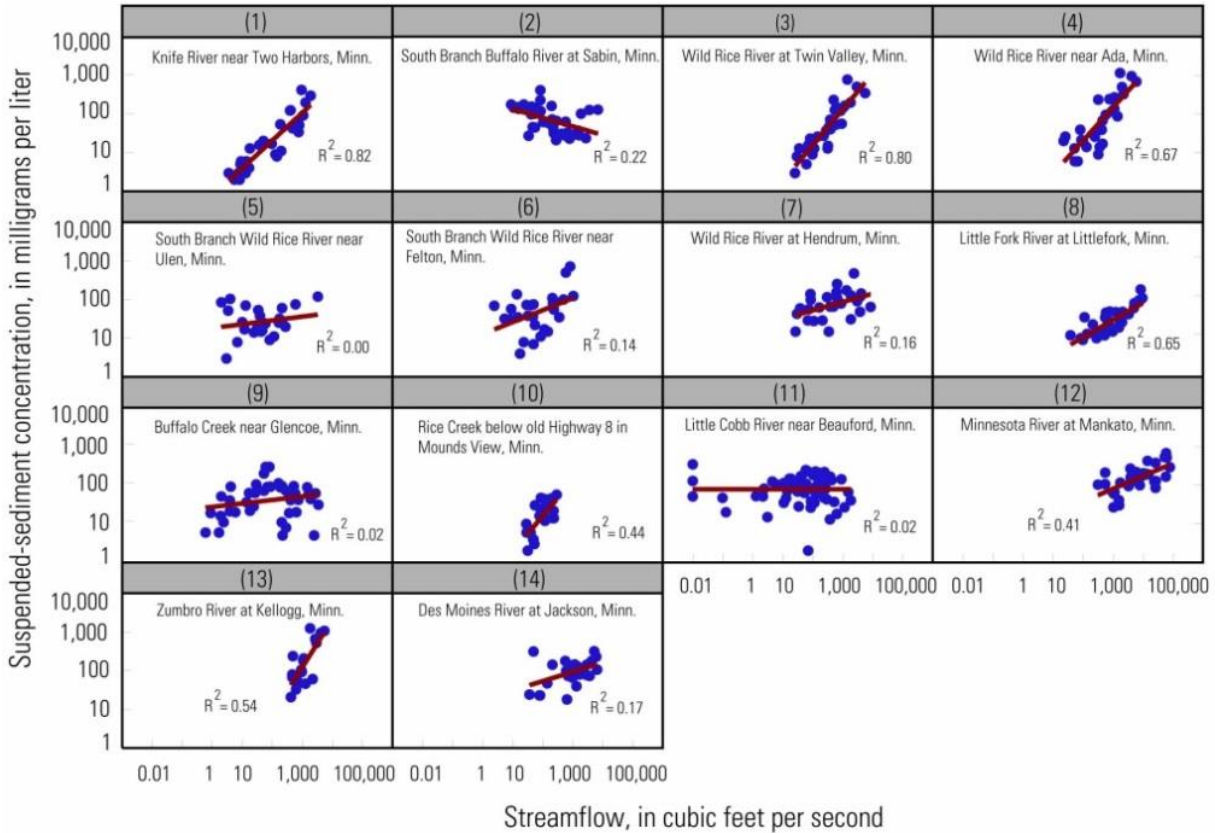 (1)
(2)
(3)
(4)
Suspended-sediment concentration, in milligrams per liter
10,000
1,000
100
10
1
Knife River near Two Harbors, Minn.
R2 = 0.82
South Branch Buffalo River at Sabin, Minn.
R2 = 0.22
Wild Rice River at Twin Valley, Minn.
R2 = 0.80
Wild Rice River near Ada, Minn.
R2 = 0.67
(5)
(6)
(7)
(8)
10,000
1,000
100
10
1
South Branch Wild Rice River near
Ulen, Minn.
R2 = 0.00
South Branch Wild Rice River near
Felton, Minn.
R2 = 0.14
Wild Rice River at Hendrum, Minn.
R2 = 0.16
Little Fork River at Littlefork, Minn.
R2 = 0.65
(9)
(10)
(11)
(12)
10,000
1,000
100
10
1
Buffalo Creek near Glencoe, Minn.
R2 = 0.02
Rice Creek below old Highway 8 in
Mounds View, Minn.
R2 = 0.44
Little Cobb River near Beauford, Minn.
R2 = 0.02
Minnesota River at Mankato, Minn.
R2 = 0.41
(13)
(14)
0.01 1 10 1,000 100,000
0.01 1 10 1,000 100,000
10,000
1,000
100
10
1
Zumbro River at Kellogg, Minn.
R2 = 0.54
Des Moines River at Jackson, Minn.
R2 = 0.17
0.01 1 10 1,000 100,000
0.01 1 10 1,000 100,000
Streamflow, in cubic feet per second